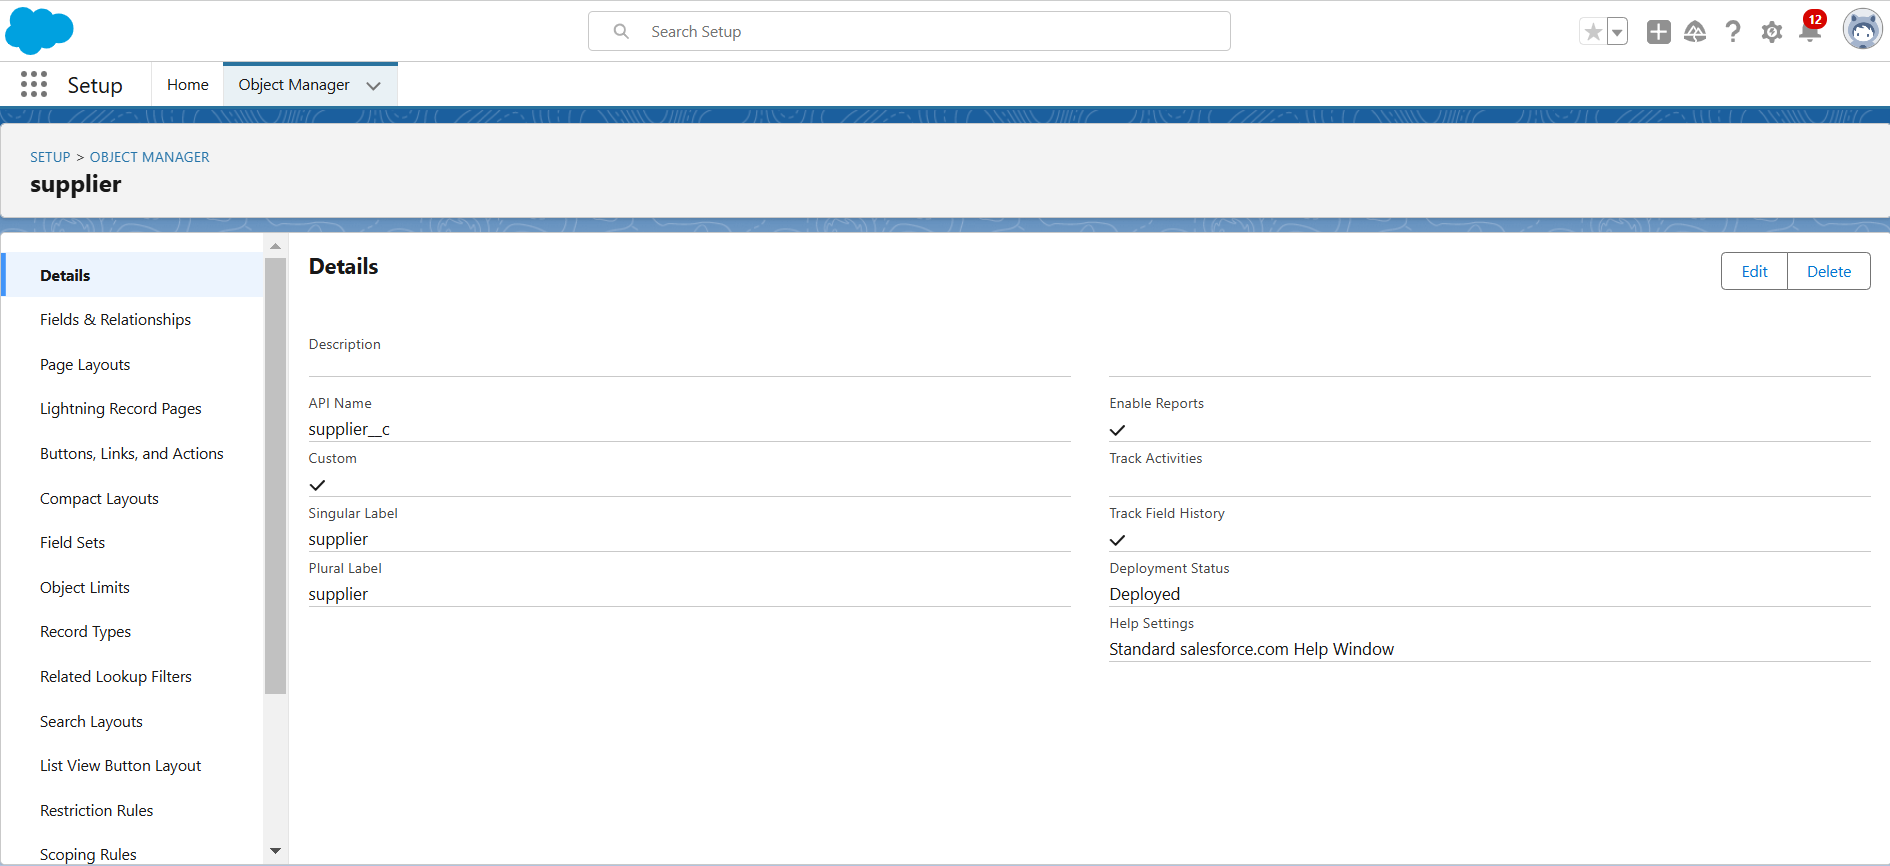 Search Setup
12
Setup
Home
Object Manager
SETUP > OBJECT MANAGER
supplier
Details
Fields & Relationships
Page Layouts
Lightning Record Pages
Buttons, Links, and Actions
Compact Layouts
Field Sets
Object Limits
Record Types
Related Lookup Filters
Search Layouts
List View Button Layout
Restriction Rules
Scoping Rules
Details
Edit
Delete
Description
API Name
supplier__c
Custom
Singular Label
supplier
Plural Label
supplier
Enable Reports
Track Activities
Track Field History
Deployment Status
Deployed
Help Settings
Standard salesforce.com Help Window